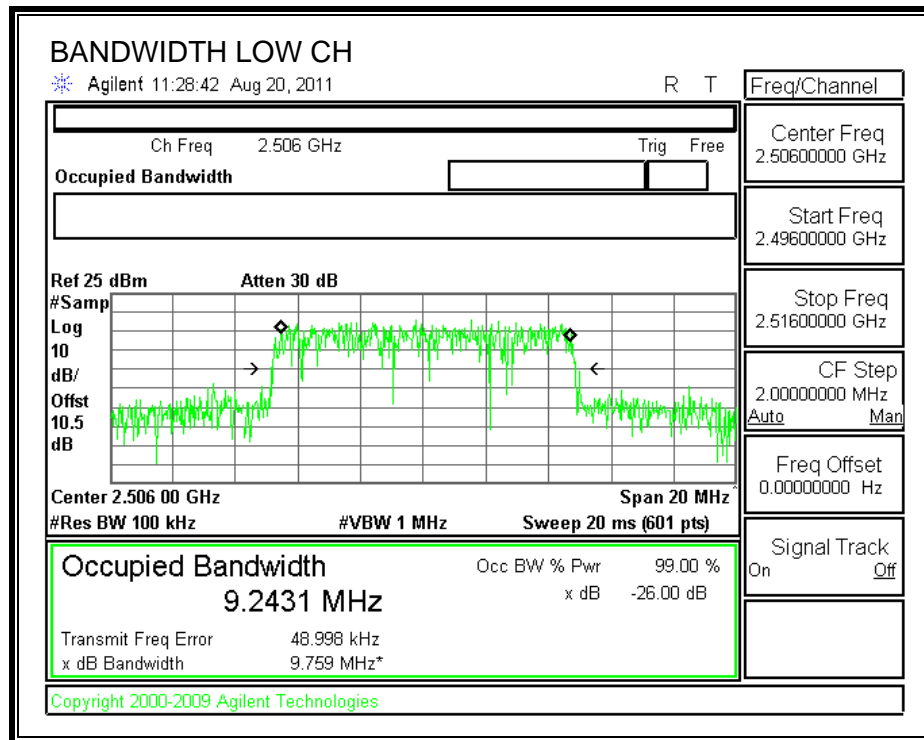 BANDWIDTH LOW CH
Agilent 11:28:42 Aug 20, 2011 R T
Freq/Channel
Ch Freq 2.506 GHz Trig Free
Occupied Bandwidth
Center Freq
2.50600000 GHz
Start Freq
2.49600000 GHz
Stop Freq
2.51600000 GHz
CF Step
2.00000000 MHz
Auto Man
Freq Offset
0.00000000 Hz
Signal Track
On Off
Ref 25 dBm Atten 30 dB
#Samp
Log
10
dB/
Offst
10.5
dB
Center 2.506 00 GHz Span 20 MHz
#Res BW 100 kHz #VBW 1 MHz Sweep 20 ms (601 pts)
Occupied Bandwidth Occ BW % Pwr 99.00 %
9.2431 MHz x dB -26.00 dB
Transmit Freq Error 48.998 kHz
x dB Bandwidth 9.759 MHz*
Copyright 2000-2009 Agilent Technologies